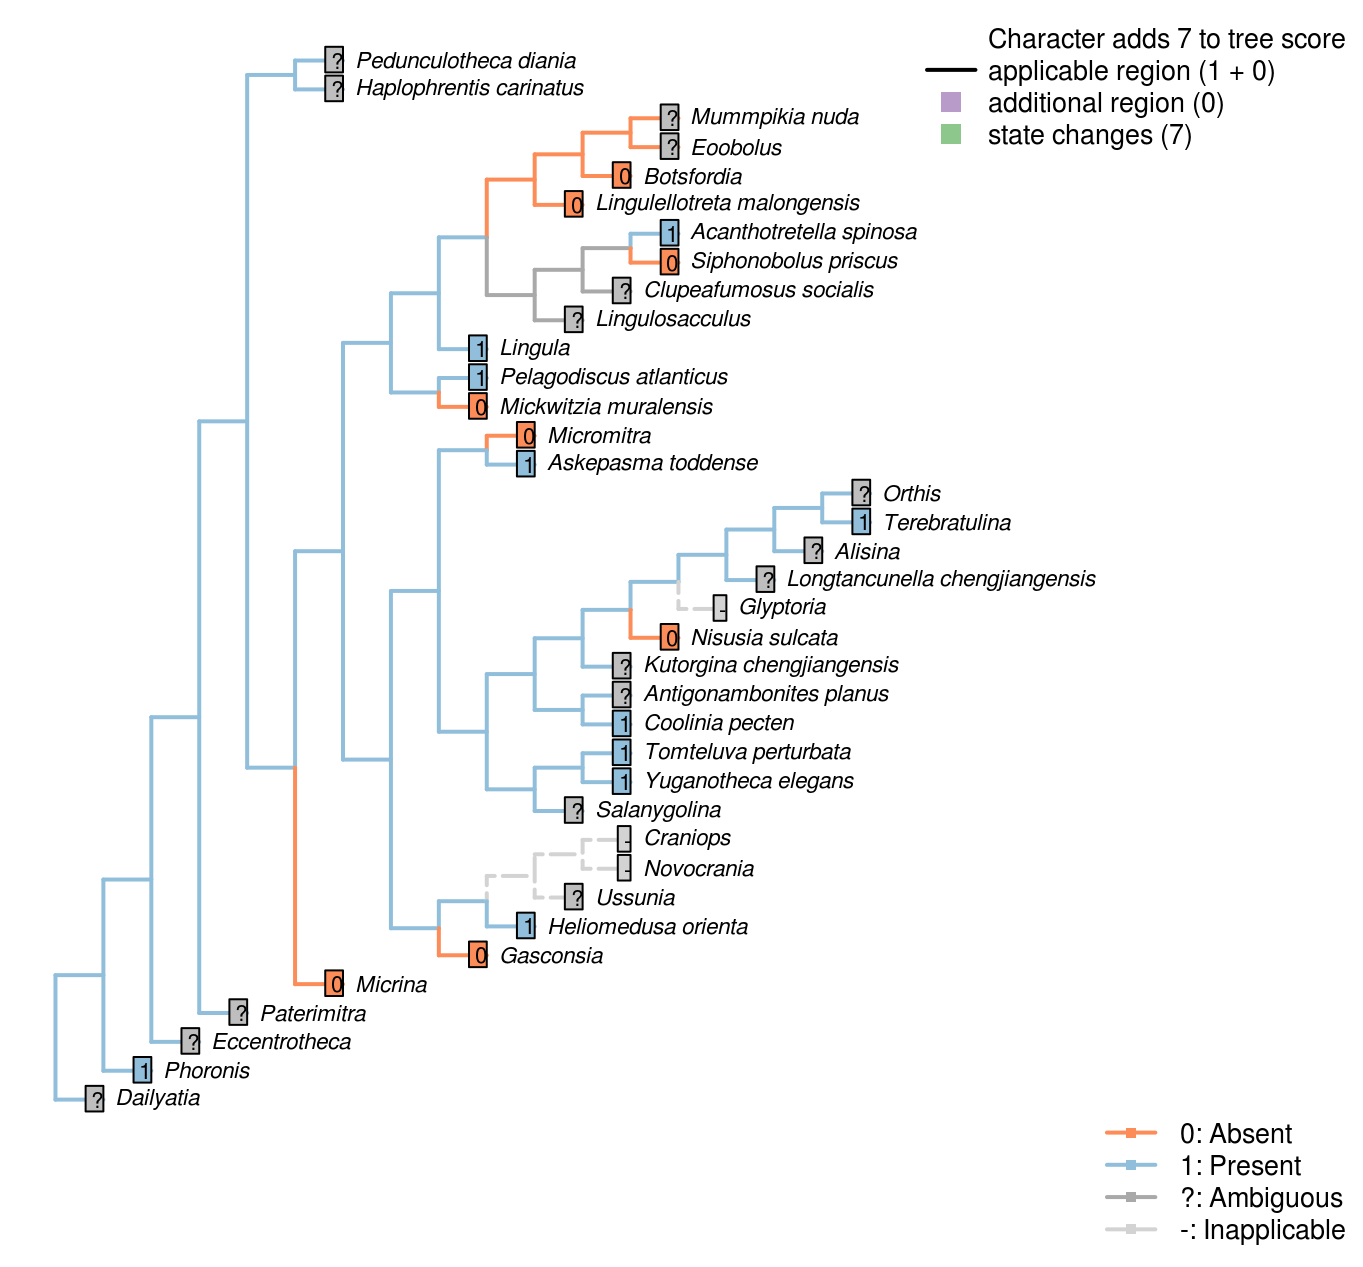 Character adds 7 to tree score
applicable region (1 + 0)
additional region (0)
state changes (7)
? Pedunculotheca diania
? Haplophrentis carinatus
? Mummpikia nuda
? Eoobolus
0 Botsfordia
0 Lingulellotreta malongensis
1 Acanthotretella spinosa
0 Siphonobolus priscus
? Clupeafumosus socialis
? Lingulosacculus
1 Lingula
1 Pelagodiscus atlanticus
0 Mickwitzia muralensis
0 Micromitra
1 Askepasma toddense
? Orthis
1 Terebratulina
? Alisina
? Longtancunella chengjiangensis
- Glyptoria
0 Nisusia sulcata
? Kutorgina chengjiangensis
? Antigonambonites planus
1 Coolinia pecten
1 Tomteluva perturbata
1 Yuganotheca elegans
? Salanygolina
- Craniops
- Novocrania
? Ussunia
1 Heliomedusa orienta
0 Gasconsia
0 Micrina
? Paterimitra
? Eccentrotheca
1 Phoronis
? Dailyatia
0: Absent
1: Present
?: Ambiguous
-: Inapplicable